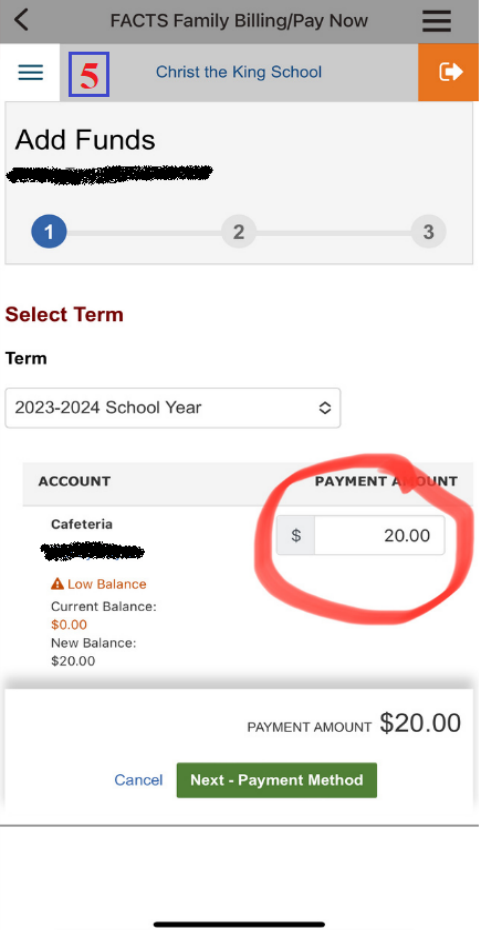 FACTS Family Billing/Pay Now
5
Christ the King School
Add Funds
1 2 3
Select Term
Term
2023-2024 School Year
ACCOUNT PAYMENT AMOUNT
Cafeteria
$ 20.00
Low Balance
Current Balance:
$0.00
New Balance:
$20.00
PAYMENT AMOUNT $20.00
Cancel Next - Payment Method